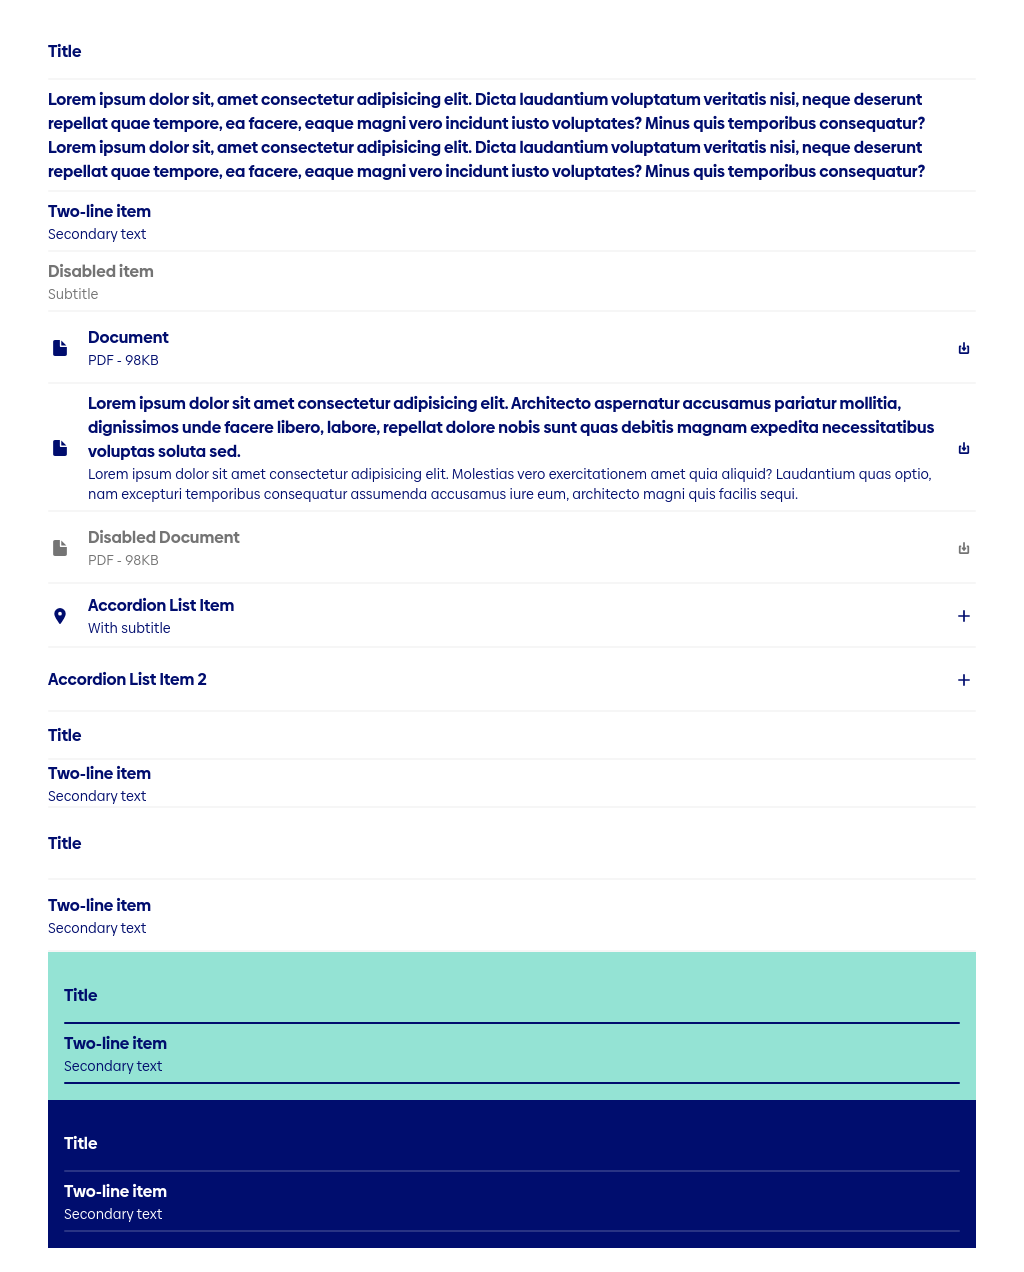 Title
Lorem ipsum dolor sit, amet consectetur adipisicing elit. Dicta laudantium voluptatum veritatis nisi, neque deserunt
repellat quae tempore, ea facere, eaque magni vero incidunt iusto voluptates? Minus quis temporibus consequatur?
Lorem ipsum dolor sit, amet consectetur adipisicing elit. Dicta laudantium voluptatum veritatis nisi, neque deserunt
repellat quae tempore, ea facere, eaque magni vero incidunt iusto voluptates? Minus quis temporibus consequatur?
Two-line item
Secondary text
Disabled item
Subtitle
Document
PDF - 98KB
Lorem ipsum dolor sit amet consectetur adipisicing elit. Architecto aspernatur accusamus pariatur mollitia,
dignissimos unde facere libero, labore, repellat dolore nobis sunt quas debitis magnam expedita necessitatibus
voluptas soluta sed.
Lorem ipsum dolor sit amet consectetur adipisicing elit. Molestias vero exercitationem amet quia aliquid? Laudantium quas optio,
nam excepturi temporibus consequatur assumenda accusamus iure eum, architecto magni quis facilis sequi.
Disabled Document
PDF - 98KB
Accordion List Item
With subtitle
Accordion List Item 2
Title
Two-line item
Secondary text
Title
Two-line item
Secondary text
Title
Two-line item
Secondary text
Title
Two-line item
Secondary text